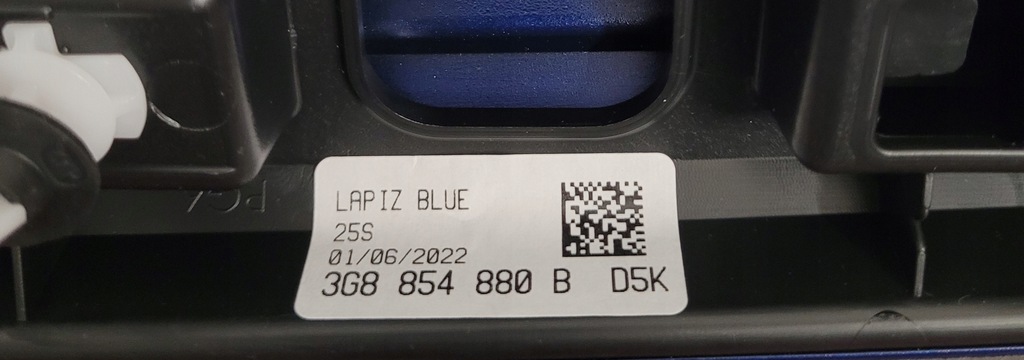 LAPIZ BLUE
25S
01/06/2022
3G8 854 880 B D5K